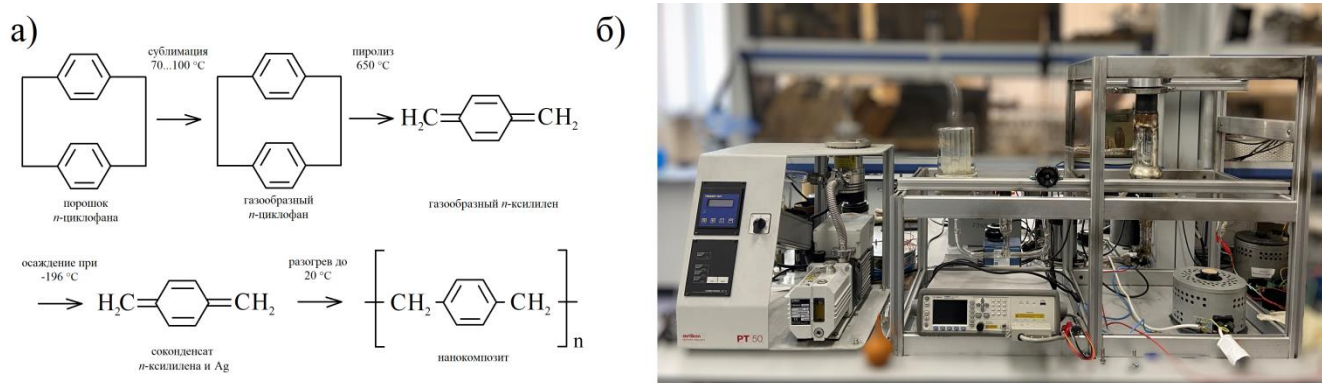 а)
сублимация
70...100 °C
пиролиз
650 °C
H₂C
CH₂
порошок
n-циклофана
газообразный
n-циклофан
газообразный n-ксилилен
осаждение при
-196 °C
разогрев до
20 °C
H₂C
CH₂
CH
CH₂
n
соконденсат
n-ксилилена и Ag
нанокомпозит
б)
PT 50